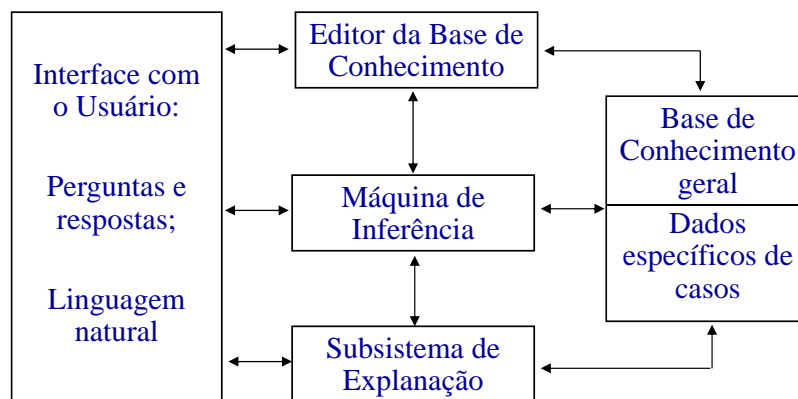 Interface com
o Usuário:
Perguntas e
respostas;
Linguagem
natural
Editor da Base de
Conhecimento
Máquina de
Inferência
Subsistema de
Explanação
Base de
Conhecimento
geral
Dados
específicos de
casos